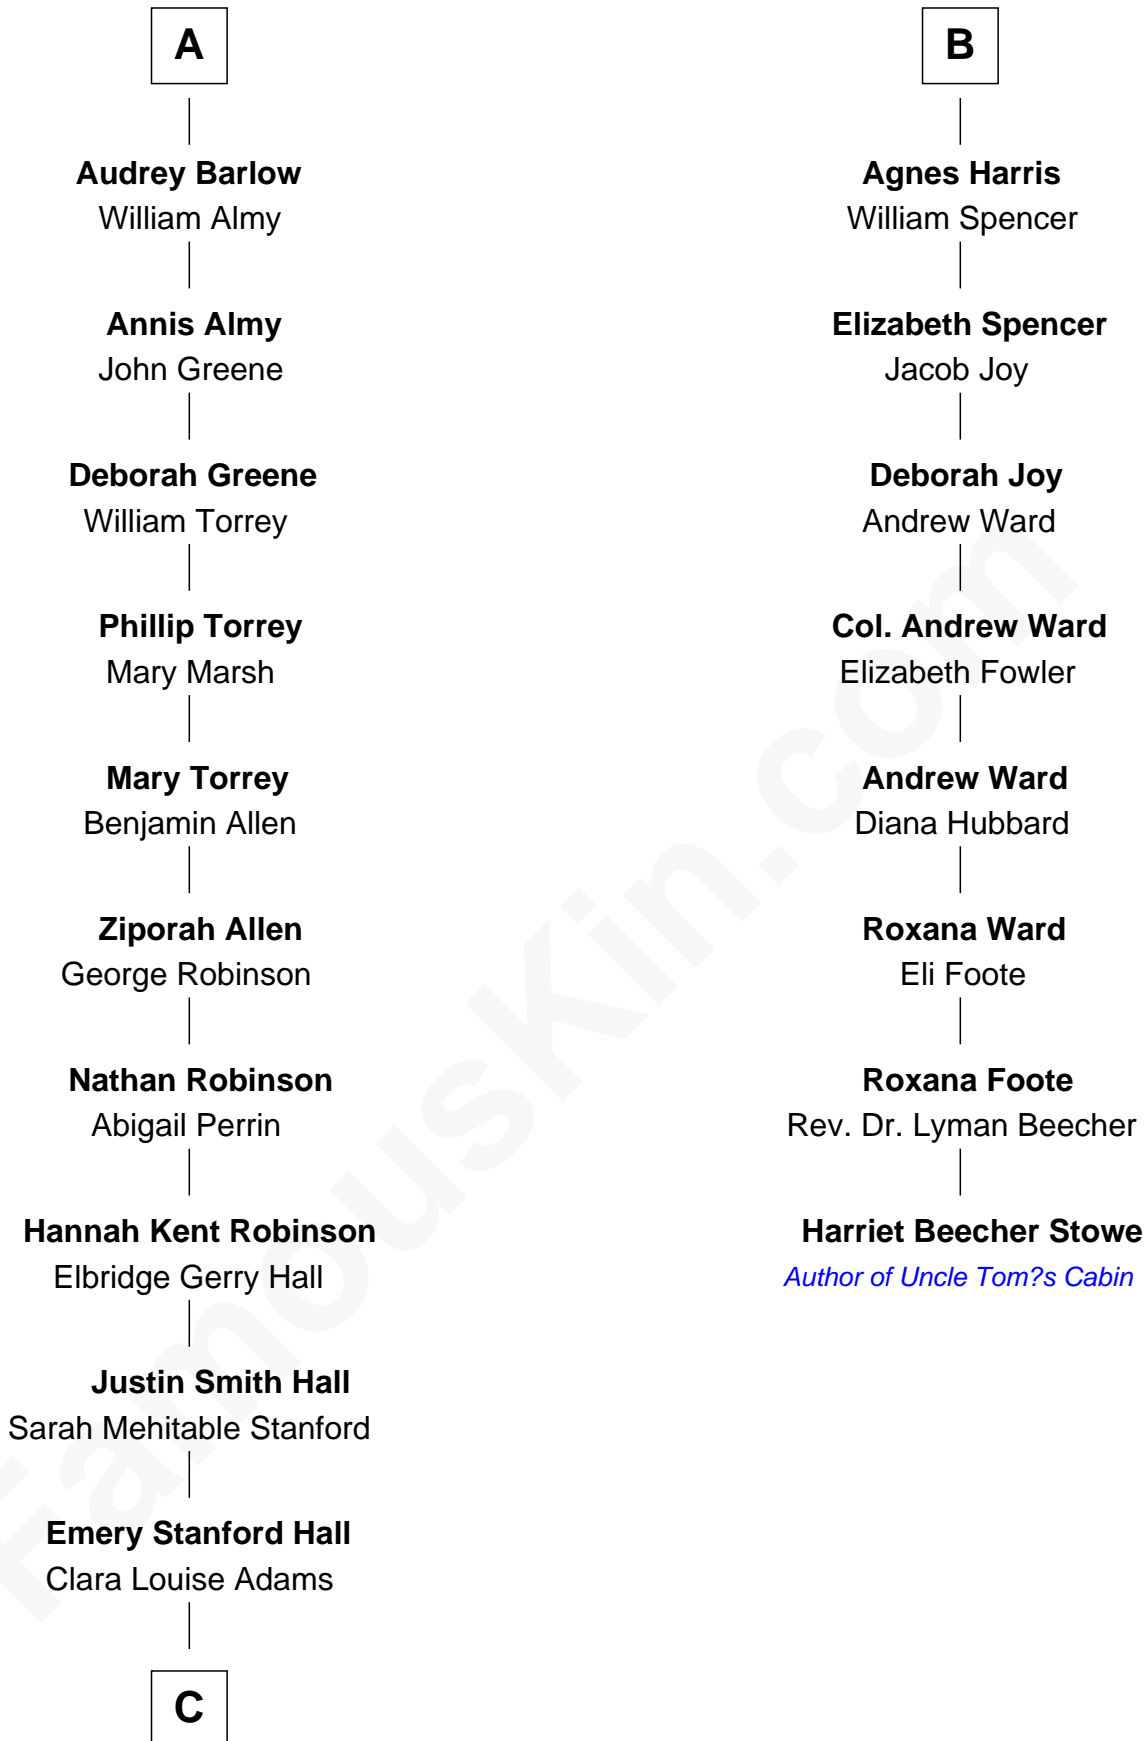 A
Audrey Barlow
William Almy
Annis Almy
John Greene
Deborah Greene
William Torrey
Phillip Torrey
Mary Marsh
Mary Torrey
Benjamin Allen
Ziporah Allen
George Robinson
Nathan Robinson
Abigail Perrin
Hannah Kent Robinson
Elbridge Gerry Hall
Justin Smith Hall
Sarah Mehitable Stanford
Emery Stanford Hall
Clara Louise Adams
C
B
Agnes Harris
William Spencer
Elizabeth Spencer
Jacob Joy
Deborah Joy
Andrew Ward
Col. Andrew Ward
Elizabeth Fowler
Andrew Ward
Diana Hubbard
Roxana Ward
Eli Foote
Roxana Foote
Rev. Dr. Lyman Beecher
Harriet Beecher Stowe
Author of Uncle Tom?s Cabin
FamousKin.com